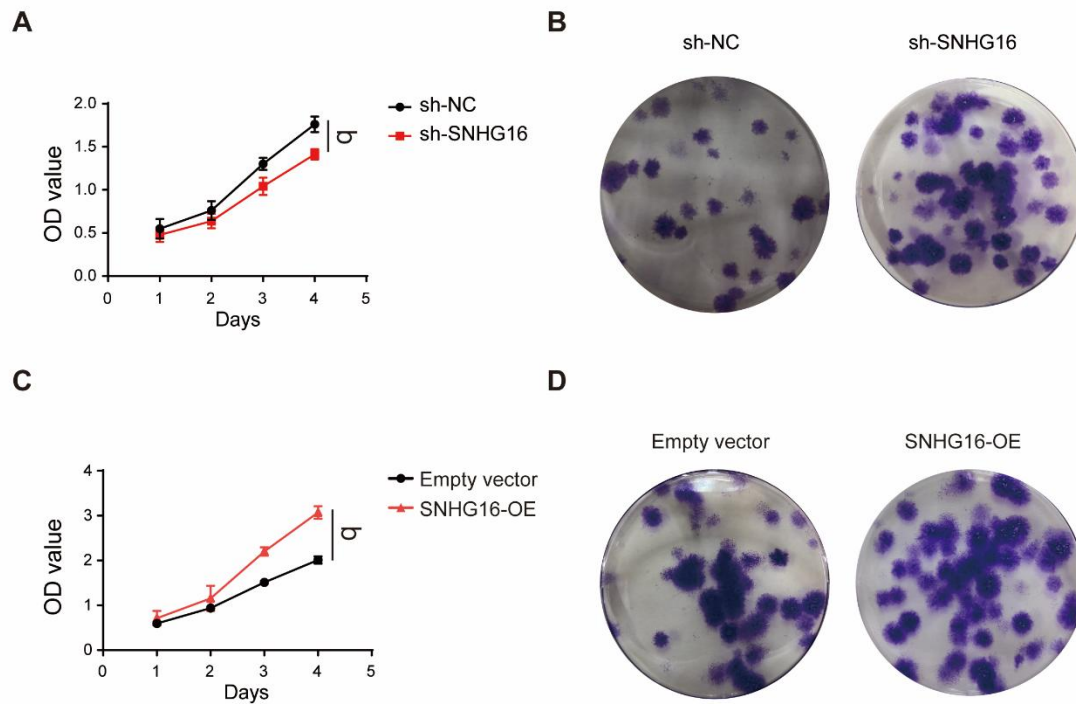 A
sh-NC
sh-SNHG16
OD value
2.0
1.5
1.0
0.5
0.0
0 1 2 3 4 5
Days
b
B
sh-NC
sh-SNHG16
C
Empty vector
SNHG16-OE
OD value
4
3
2
1
0
0 1 2 3 4 5
Days
b
D
Empty vector
SNHG16-OE